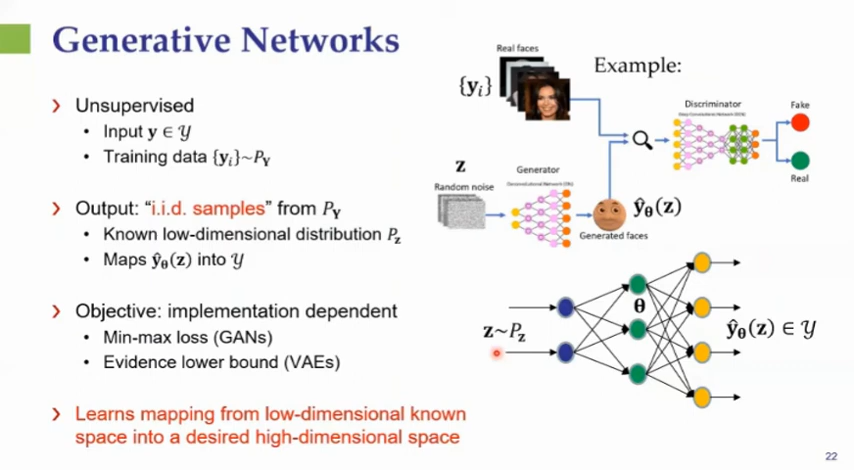 Generative Networks
› Unsupervised
• Input 𝐲 ∈ 𝒴
• Training data {𝐲ᵢ}~P_𝐘
› Output: “i.i.d. samples” from P_𝐘
• Known low-dimensional distribution P_𝐳
• Maps ŷ_𝛉(𝐳) into 𝒴
› Objective: implementation dependent
• Min-max loss (GANs)
• Evidence lower bound (VAEs)
› Learns mapping from low-dimensional known
space into a desired high-dimensional space
Real faces
{𝐲ᵢ}
Example:
Discriminator
Fake
Real
𝐳
Random noise
Generator
ŷ_𝛉(𝐳)
Generated faces
𝛉
𝐳~P_𝐳
ŷ_𝛉(𝐳) ∈ 𝒴
22